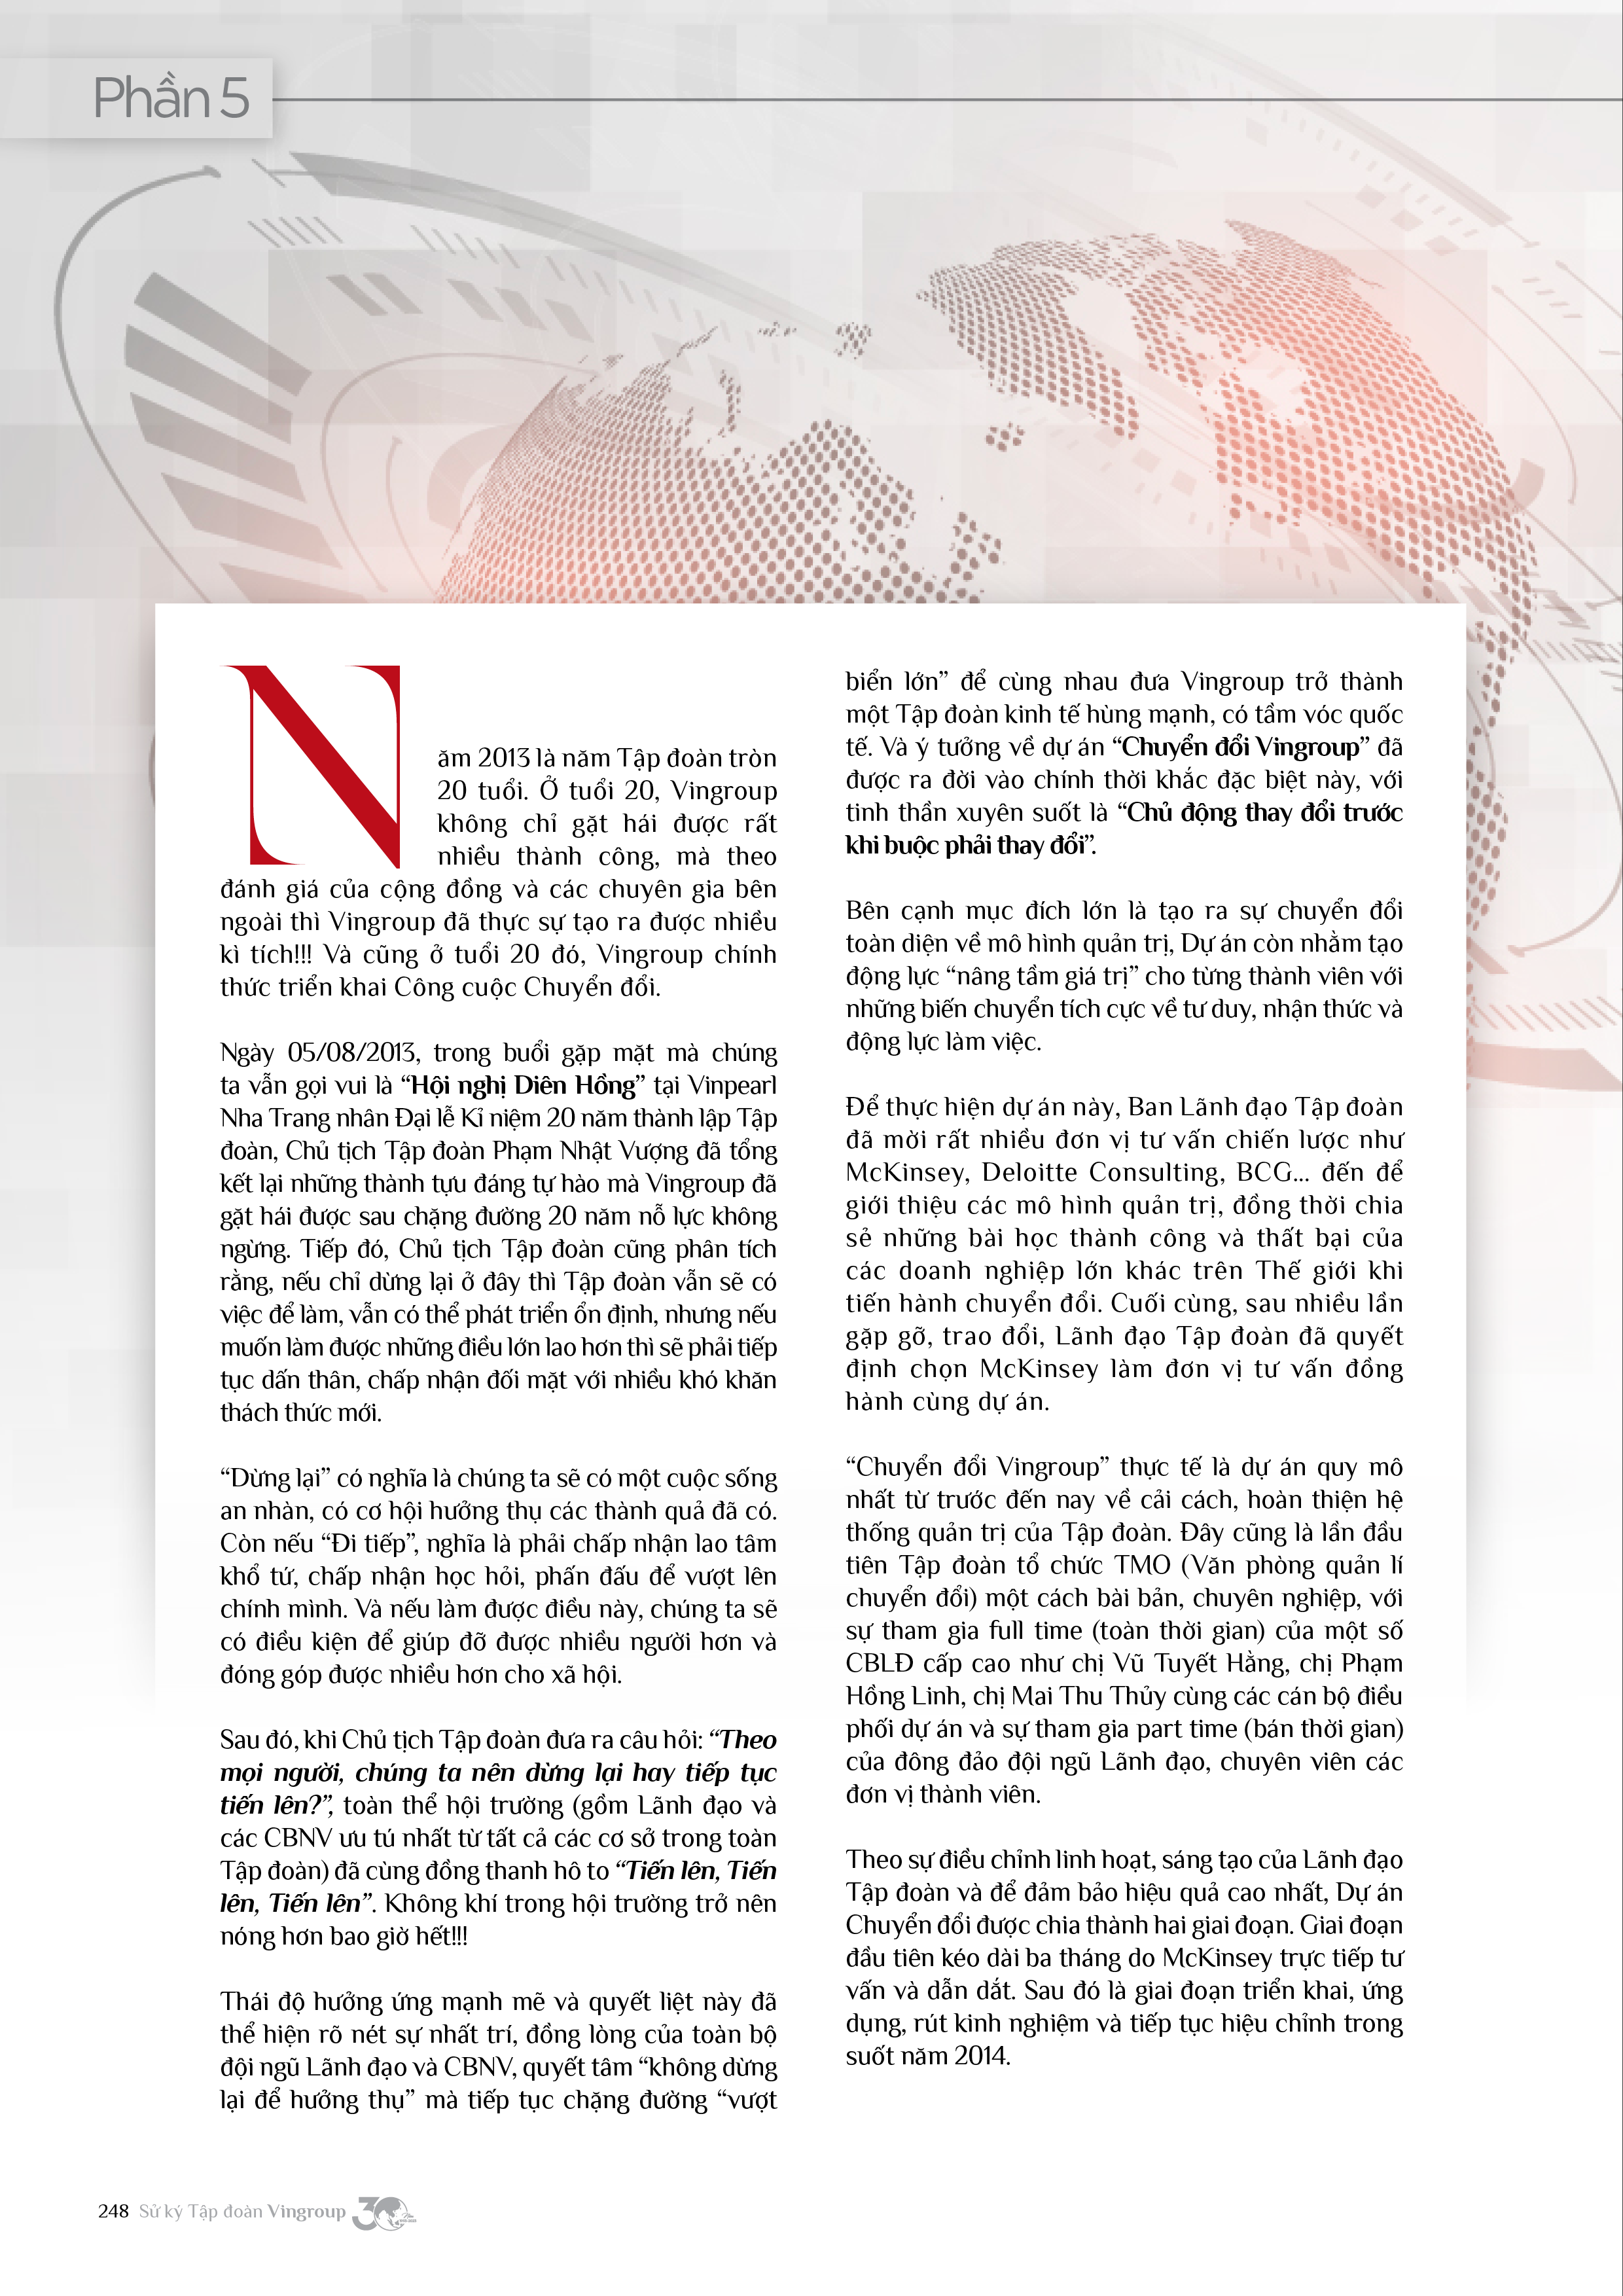 Phần 5
Năm 2013 là năm Tập đoàn tròn
20 tuổi. Ở tuổi 20, Vingroup
không chỉ gặt hái được rất
nhiều thành công, mà theo
đánh giá của cộng đồng và các chuyên gia bên
ngoài thì Vingroup đã thực sự tạo ra được nhiều
kì tích!!! Và cũng ở tuổi 20 đó, Vingroup chính
thức triển khai Công cuộc Chuyển đổi.
Ngày 05/08/2013, trong buổi gặp mặt mà chúng
ta vẫn gọi vui là “Hội nghị Diên Hồng” tại Vinpearl
Nha Trang nhân Đại lễ Kỉ niệm 20 năm thành lập Tập
đoàn, Chủ tịch Tập đoàn Phạm Nhật Vượng đã tổng
kết lại những thành tựu đáng tự hào mà Vingroup đã
gặt hái được sau chặng đường 20 năm nỗ lực không
ngừng. Tiếp đó, Chủ tịch Tập đoàn cũng phân tích
rằng, nếu chỉ dừng lại ở đây thì Tập đoàn vẫn sẽ có
việc để làm, vẫn có thể phát triển ổn định, nhưng nếu
muốn làm được những điều lớn lao hơn thì sẽ phải tiếp
tục dấn thân, chấp nhận đối mặt với nhiều khó khăn
thách thức mới.
“Dừng lại” có nghĩa là chúng ta sẽ có một cuộc sống
an nhàn, có cơ hội hưởng thụ các thành quả đã có.
Còn nếu “Đi tiếp”, nghĩa là phải chấp nhận lao tâm
khổ tứ, chấp nhận học hỏi, phấn đấu để vượt lên
chính mình. Và nếu làm được điều này, chúng ta sẽ
có điều kiện để giúp đỡ được nhiều người hơn và
đóng góp được nhiều hơn cho xã hội.
Sau đó, khi Chủ tịch Tập đoàn đưa ra câu hỏi: “Theo
mọi người, chúng ta nên dừng lại hay tiếp tục
tiến lên?”, toàn thể hội trường (gồm Lãnh đạo và
các CBNV ưu tú nhất từ tất cả các cơ sở trong toàn
Tập đoàn) đã cùng đồng thanh hô to “Tiến lên, Tiến
lên, Tiến lên”. Không khí trong hội trường trở nên
nóng hơn bao giờ hết!!!
Thái độ hưởng ứng mạnh mẽ và quyết liệt này đã
thể hiện rõ nét sự nhất trí, đồng lòng của toàn bộ
đội ngũ Lãnh đạo và CBNV, quyết tâm “không dừng
lại để hưởng thụ” mà tiếp tục chặng đường “vượt
biển lớn” để cùng nhau đưa Vingroup trở thành
một Tập đoàn kinh tế hùng mạnh, có tầm vóc quốc
tế. Và ý tưởng về dự án “Chuyển đổi Vingroup” đã
được ra đời vào chính thời khắc đặc biệt này, với
tinh thần xuyên suốt là “Chủ động thay đổi trước
khi buộc phải thay đổi”.
Bên cạnh mục đích lớn là tạo ra sự chuyển đổi
toàn diện về mô hình quản trị, Dự án còn nhằm tạo
động lực “nâng tầm giá trị” cho từng thành viên với
những biến chuyển tích cực về tư duy, nhận thức và
động lực làm việc.
Để thực hiện dự án này, Ban Lãnh đạo Tập đoàn
đã mời rất nhiều đơn vị tư vấn chiến lược như
McKinsey, Deloitte Consulting, BCG... đến để
giới thiệu các mô hình quản trị, đồng thời chia
sẻ những bài học thành công và thất bại của
các doanh nghiệp lớn khác trên Thế giới khi
tiến hành chuyển đổi. Cuối cùng, sau nhiều lần
gặp gỡ, trao đổi, Lãnh đạo Tập đoàn đã quyết
định chọn McKinsey làm đơn vị tư vấn đồng
hành cùng dự án.
“Chuyển đổi Vingroup” thực tế là dự án quy mô
nhất từ trước đến nay về cải cách, hoàn thiện hệ
thống quản trị của Tập đoàn. Đây cũng là lần đầu
tiên Tập đoàn tổ chức TMO (Văn phòng quản lí
chuyển đổi) một cách bài bản, chuyên nghiệp, với
sự tham gia full time (toàn thời gian) của một số
CBLĐ cấp cao như chị Vũ Tuyết Hằng, chị Phạm
Hồng Linh, chị Mai Thu Thủy cùng các cán bộ điều
phối dự án và sự tham gia part time (bán thời gian)
của đông đảo đội ngũ Lãnh đạo, chuyên viên các
đơn vị thành viên.
Theo sự điều chỉnh linh hoạt, sáng tạo của Lãnh đạo
Tập đoàn và để đảm bảo hiệu quả cao nhất, Dự án
Chuyển đổi được chia thành hai giai đoạn. Giai đoạn
đầu tiên kéo dài ba tháng do McKinsey trực tiếp tư
vấn và dẫn dắt. Sau đó là giai đoạn triển khai, ứng
dụng, rút kinh nghiệm và tiếp tục hiệu chỉnh trong
suốt năm 2014.
248 Sử ký Tập đoàn Vingroup 30